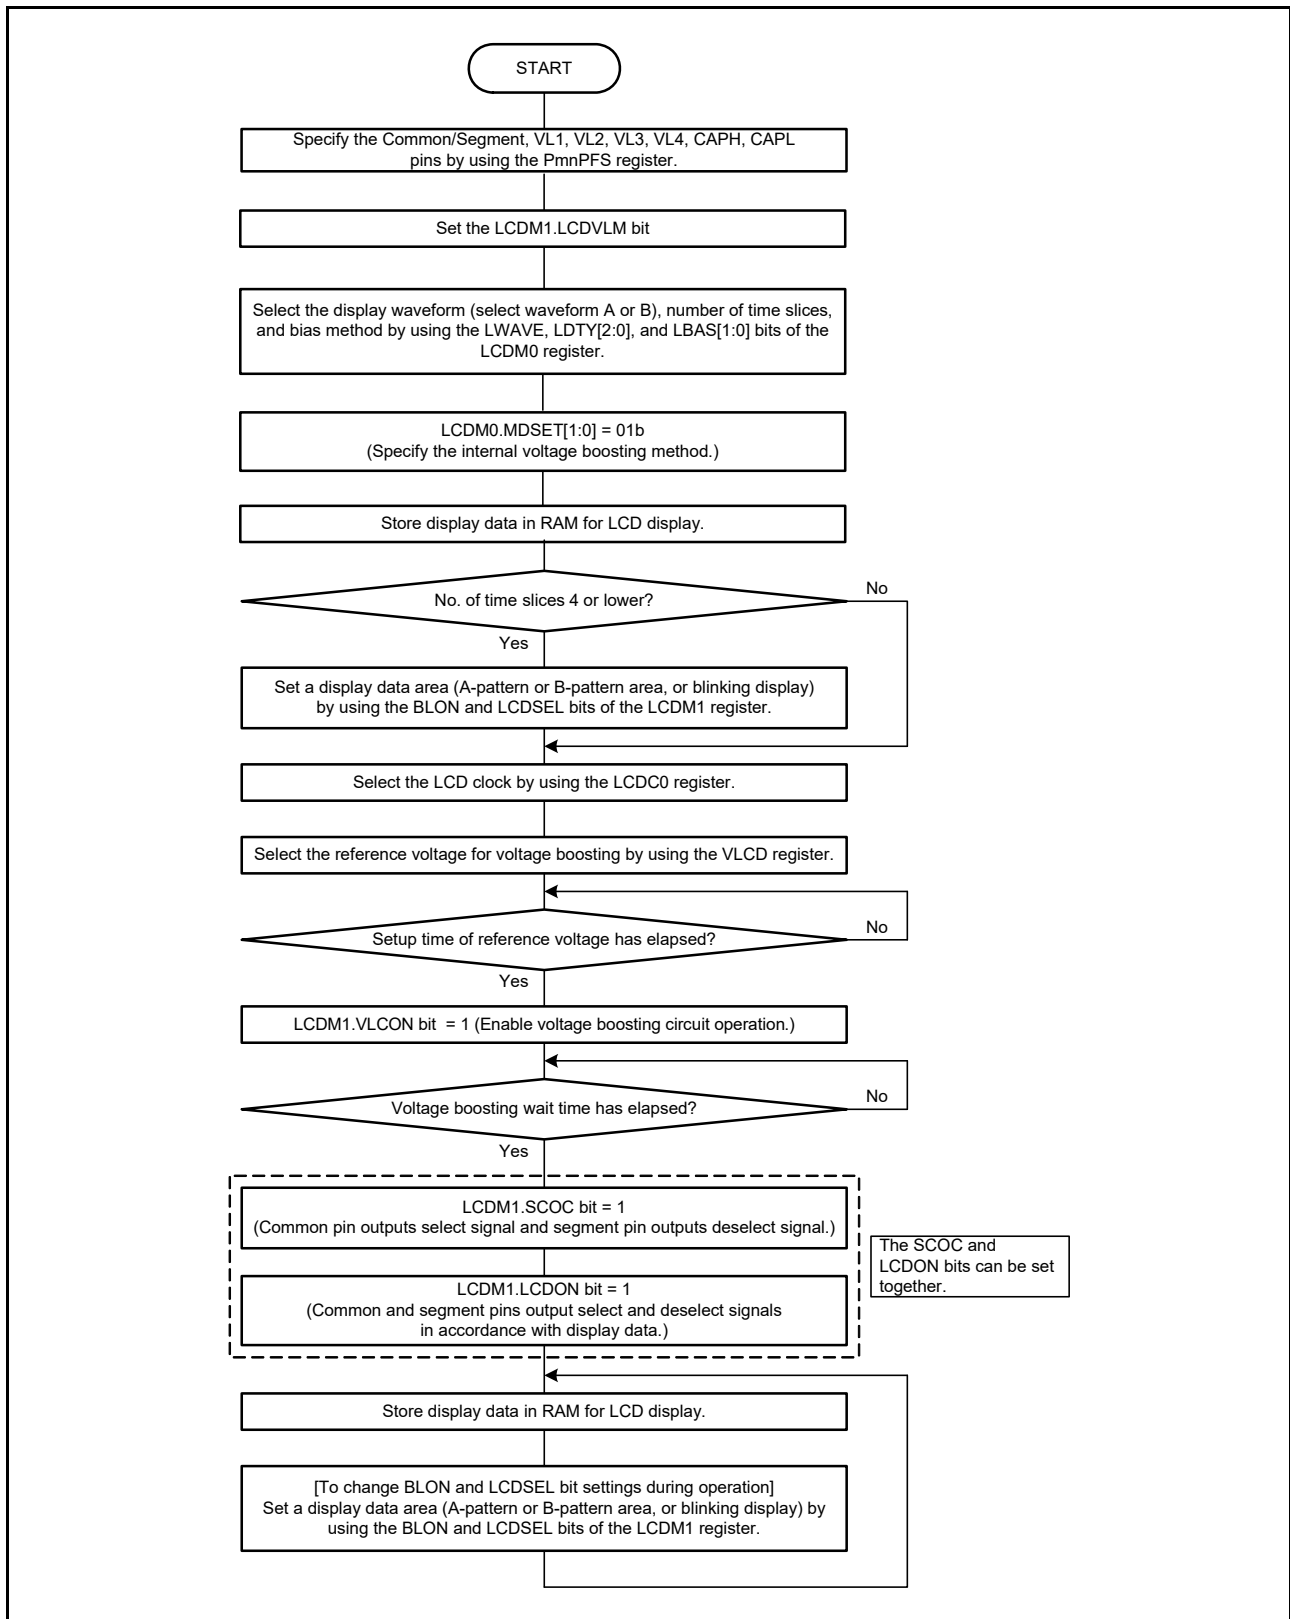 START
Specify the Common/Segment, VL1, VL2, VL3, VL4, CAPH, CAPL
pins by using the PmnPFS register.
Set the LCDM1.LCDVLM bit
Select the display waveform (select waveform A or B), number of time slices,
and bias method by using the LWAVE, LDTY[2:0], and LBAS[1:0] bits of the
LCDM0 register.
LCDM0.MDSET[1:0] = 01b
(Specify the internal voltage boosting method.)
Store display data in RAM for LCD display.
No. of time slices 4 or lower?
No
Yes
Set a display data area (A-pattern or B-pattern area, or blinking display)
by using the BLON and LCDSEL bits of the LCDM1 register.
Select the LCD clock by using the LCDC0 register.
Select the reference voltage for voltage boosting by using the VLCD register.
Setup time of reference voltage has elapsed?
No
Yes
LCDM1.VLCON bit = 1 (Enable voltage boosting circuit operation.)
Voltage boosting wait time has elapsed?
No
Yes
LCDM1.SCOC bit = 1
(Common pin outputs select signal and segment pin outputs deselect signal.)
LCDM1.LCDON bit = 1
(Common and segment pins output select and deselect signals
in accordance with display data.)
The SCOC and
LCDON bits can be set
together.
Store display data in RAM for LCD display.
[To change BLON and LCDSEL bit settings during operation]
Set a display data area (A-pattern or B-pattern area, or blinking display) by
using the BLON and LCDSEL bits of the LCDM1 register.